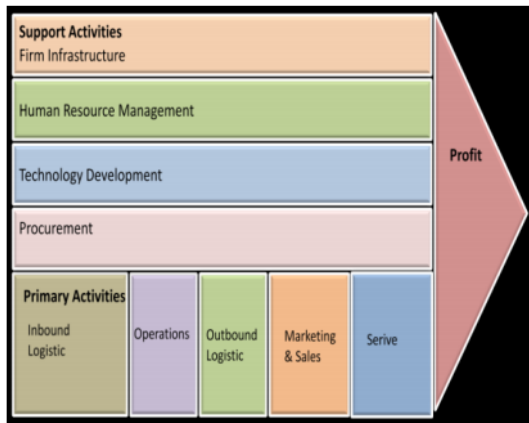 Support Activities
Firm Infrastructure
Human Resource Management
Technology Development
Procurement
Profit
Primary Activities
Inbound
Logistic
Operations
Outbound
Logistic
Marketing
& Sales
Serive